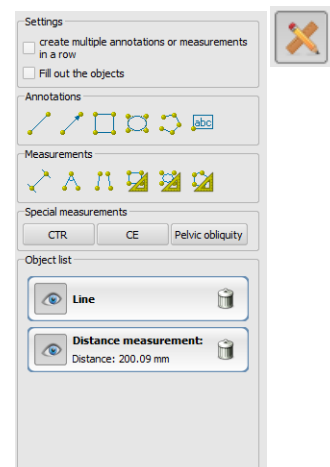 Settings
create multiple annotations or measurements
in a row
Fill out the objects
Annotations
abc
Measurements
Special measurements
CTR CE Pelvic obliquity
Object list
Line
Distance measurement:
Distance: 200.09 mm